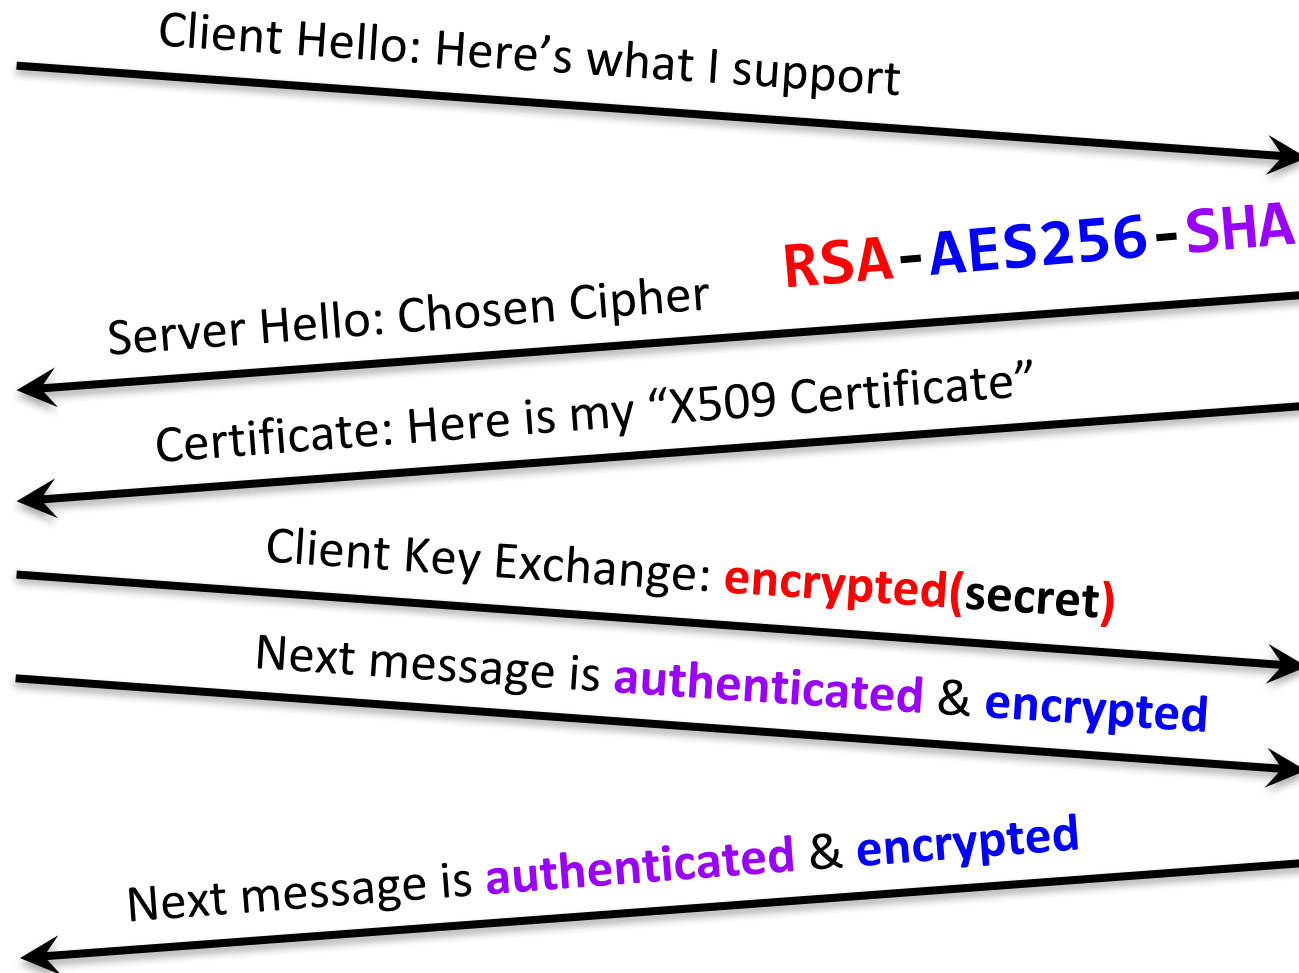 Client Hello: Here’s what I support
RSA-AES256-SHA
Server Hello: Chosen Cipher
Certificate: Here is my “X509 Certificate”
Client Key Exchange: encrypted(secret)
Next message is authenticated & encrypted
Next message is authenticated & encrypted